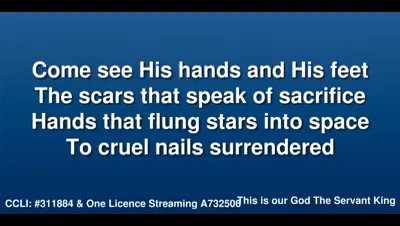 Come see His hands and His feet
The scars that speak of sacrifice
Hands that flung stars into space
To cruel nails surrendered
CCLI: #311884 & One Licence Streaming A732506
This is our God The Servant King